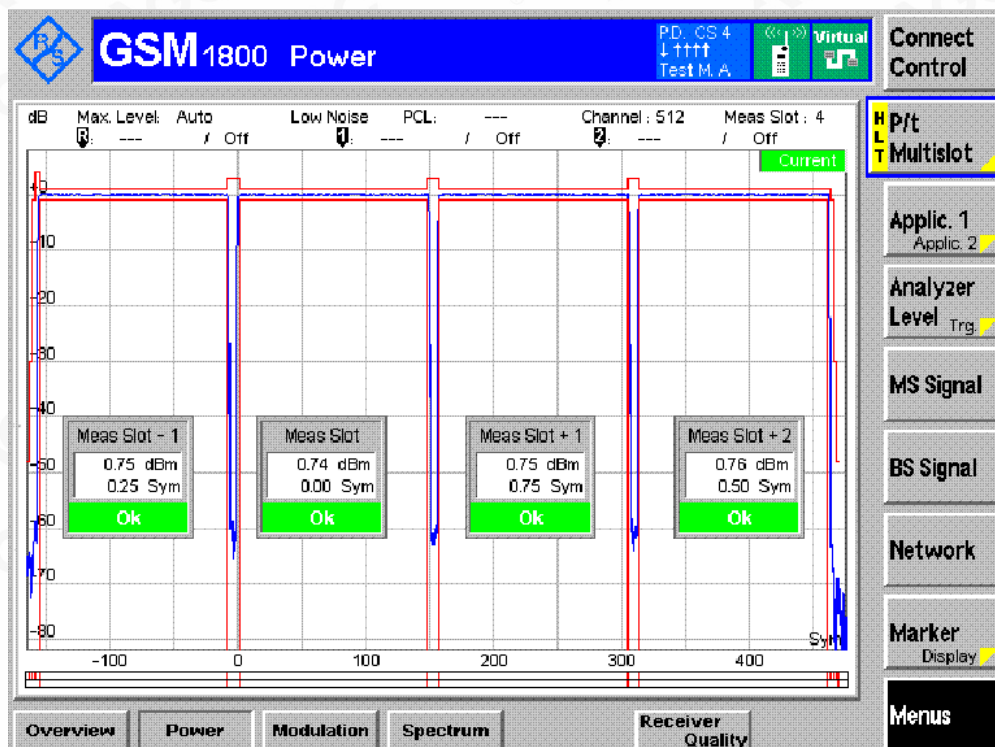 R S
GSM 1800 Power
P.D. CS 4
↓↑↑↑↑
Test M. A
Virtual
Connect
Control
dB Max. Level: Auto Low Noise PCL: --- Channel : 512 Meas Slot : 4
R: --- / Off 1: --- / Off 2: --- / Off
Current
H
L
T
P/t
Multislot
+0
-10
-20
-30
-40
-50
-60
-70
-80
Meas Slot - 1
0.75 dBm
0.25 Sym
Ok
Meas Slot
0.74 dBm
0.00 Sym
Ok
Meas Slot + 1
0.75 dBm
0.75 Sym
Ok
Meas Slot + 2
0.76 dBm
0.50 Sym
Ok
Sym
-100 0 100 200 300 400
Applic. 1
Applic. 2
Analyzer
Level Trg.
MS Signal
BS Signal
Network
Marker
Display
Menus
Overview Power Modulation Spectrum Receiver
Quality